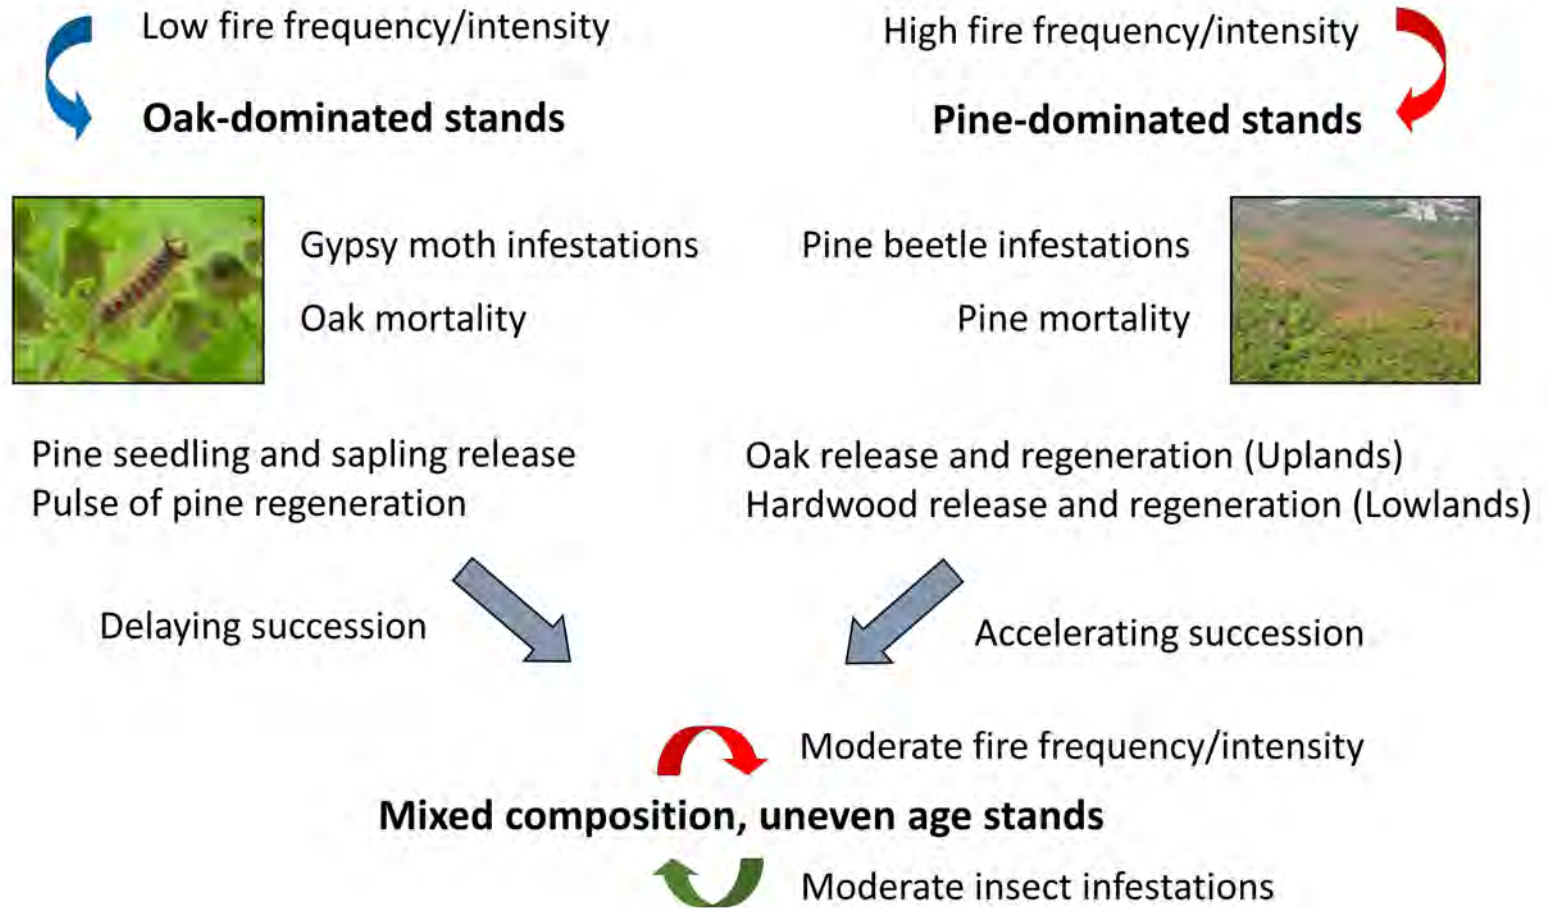 Low fire frequency/intensity
High fire frequency/intensity
Oak-dominated stands
Pine-dominated stands
Gypsy moth infestations
Pine beetle infestations
Oak mortality
Pine mortality
Pine seedling and sapling release
Pulse of pine regeneration
Oak release and regeneration (Uplands)
Hardwood release and regeneration (Lowlands)
Delaying succession
Accelerating succession
Moderate fire frequency/intensity
Mixed composition, uneven age stands
Moderate insect infestations